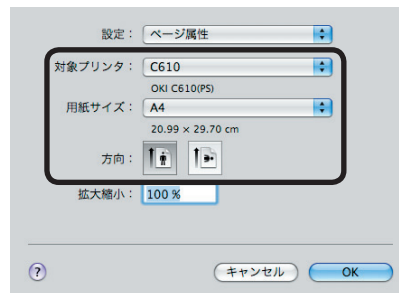 設定： ページ属性
対象プリンタ： C610
OKI C610(PS)
用紙サイズ： A4
20.99 × 29.70 cm
方向：
拡大縮小： 100 %
? キャンセル OK